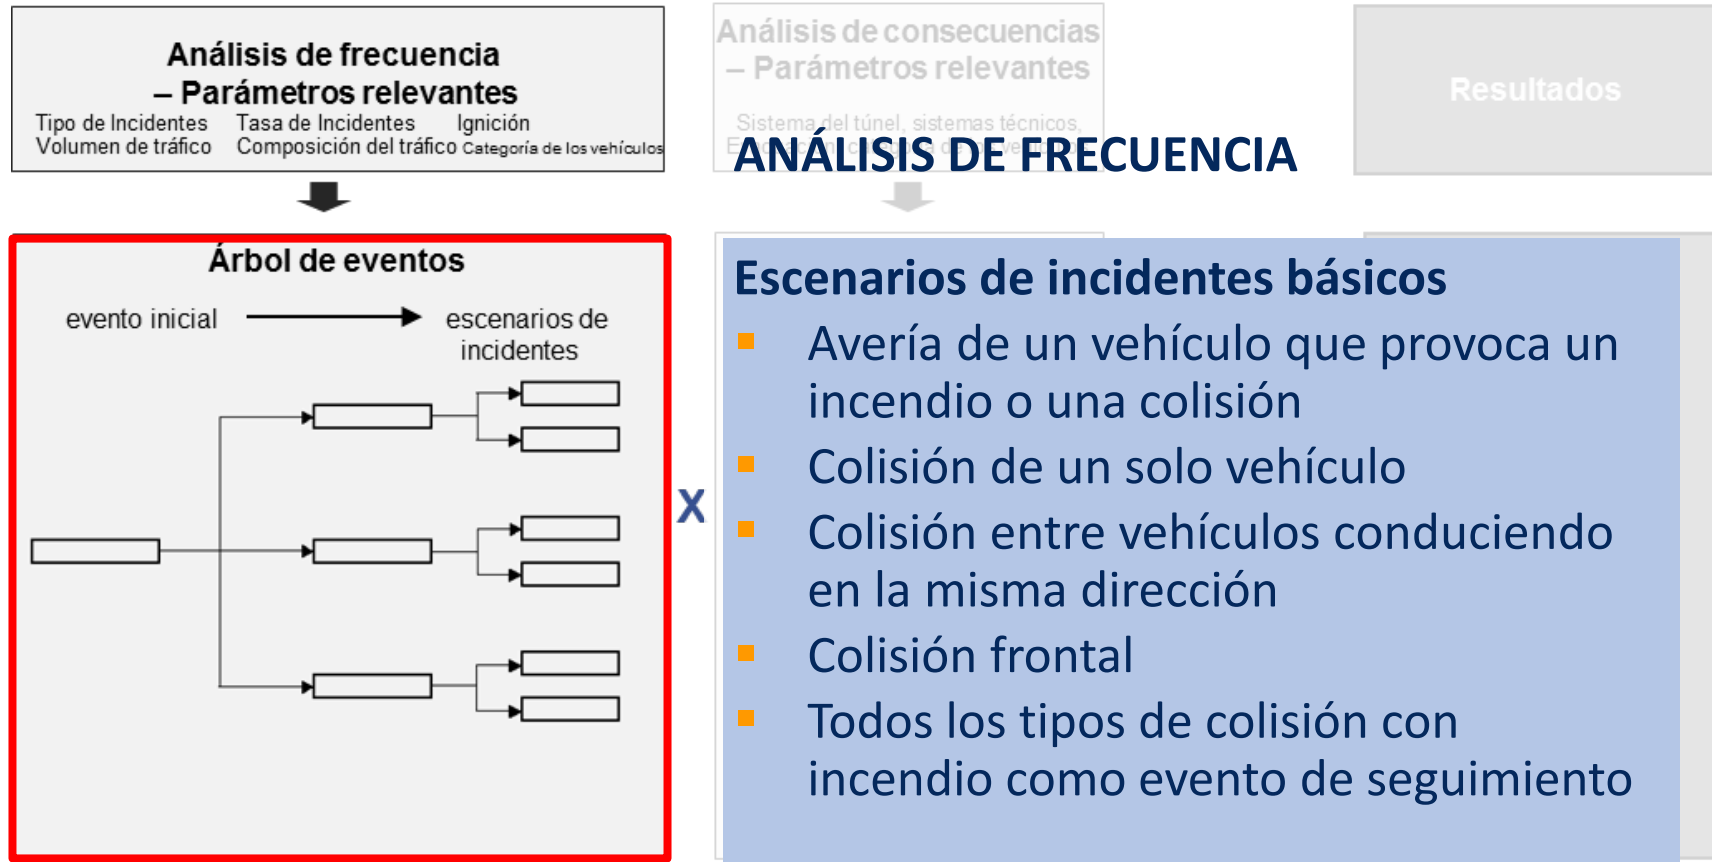 Análisis de frecuencia
– Parámetros relevantes
Tipo de Incidentes Tasa de Incidentes Ignición
Volumen de tráfico Composición del tráfico Categoría de los vehículos
Análisis de consecuencias
– Parámetros relevantes
Sistema del túnel, sistemas técnicos,
Resultados
ANÁLISIS DE FRECUENCIA
Árbol de eventos
evento inicial
escenarios de
incidentes
X
Escenarios de incidentes básicos
Avería de un vehículo que provoca un
incendio o una colisión
Colisión de un solo vehículo
Colisión entre vehículos conduciendo
en la misma dirección
Colisión frontal
Todos los tipos de colisión con
incendio como evento de seguimiento